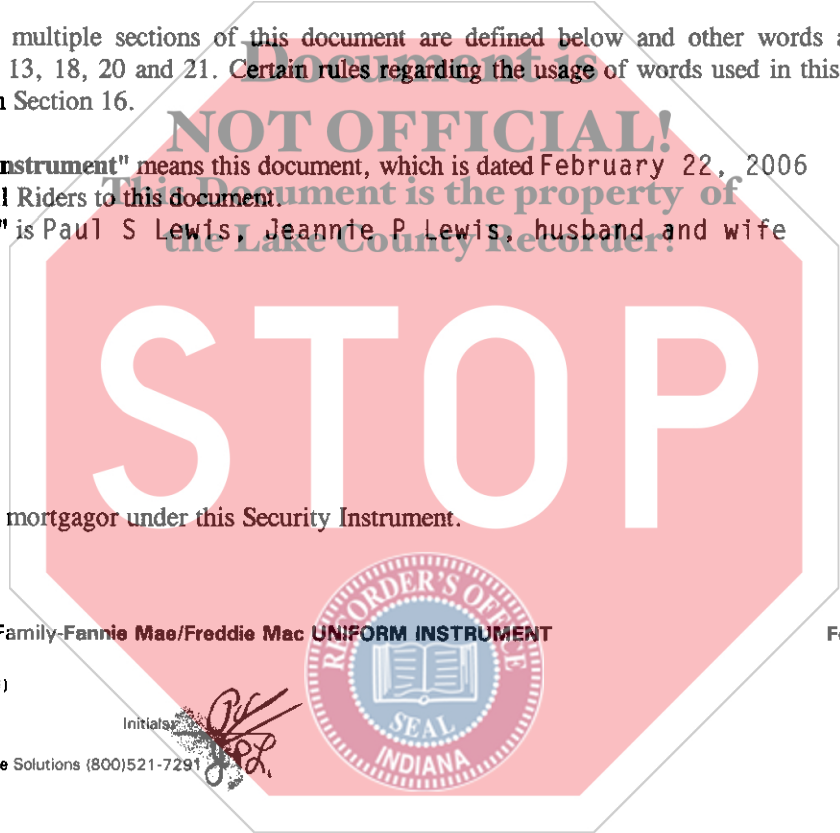 multiple sections of this document are defined below and other words a
Document is
13, 18, 20 and 21. Certain rules regarding the usage of words used in this
Section 16.
NOT OFFICIAL!
nstrument" means this document, which is dated February 22, 2006
This Document is the property of
l Riders to this document.
" is Paul S Lewis, Jeannie P Lewis, husband and wife
the Lake County Recorder!
STOP
mortgagor under this Security Instrument.
RECORDER'S OFFICE
Family-Fannie Mae/Freddie Mac UNIFORM INSTRUMENT
SEAL
INDIANA
Initials:
e Solutions (800)521-7291